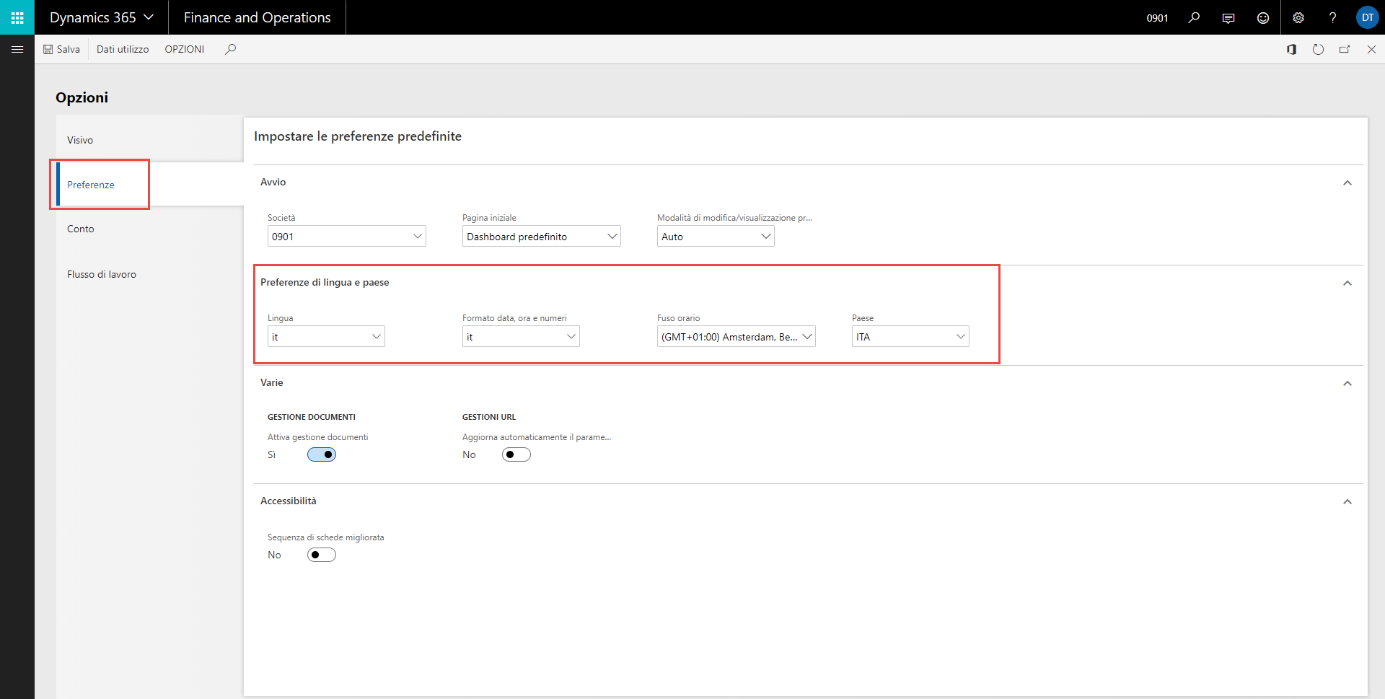 Dynamics 365
Finance and Operations
0901
?
DT
Salva
Dati utilizzo
OPZIONI
Opzioni
Visivo
Preferenze
Conto
Flusso di lavoro
Impostare le preferenze predefinite
Avvio
Società
Pagina iniziale
Modalità di modifica/visualizzazione pr...
0901
Dashboard predefinito
Auto
Preferenze di lingua e paese
Lingua
Formato data, ora e numeri
Fuso orario
Paese
it
it
(GMT+01:00) Amsterdam, Be...
ITA
Varie
GESTIONE DOCUMENTI
GESTIONI URL
Attiva gestione documenti
Aggiorna automaticamente il parame...
Sì
No
Accessibilità
Sequenza di schede migliorata
No